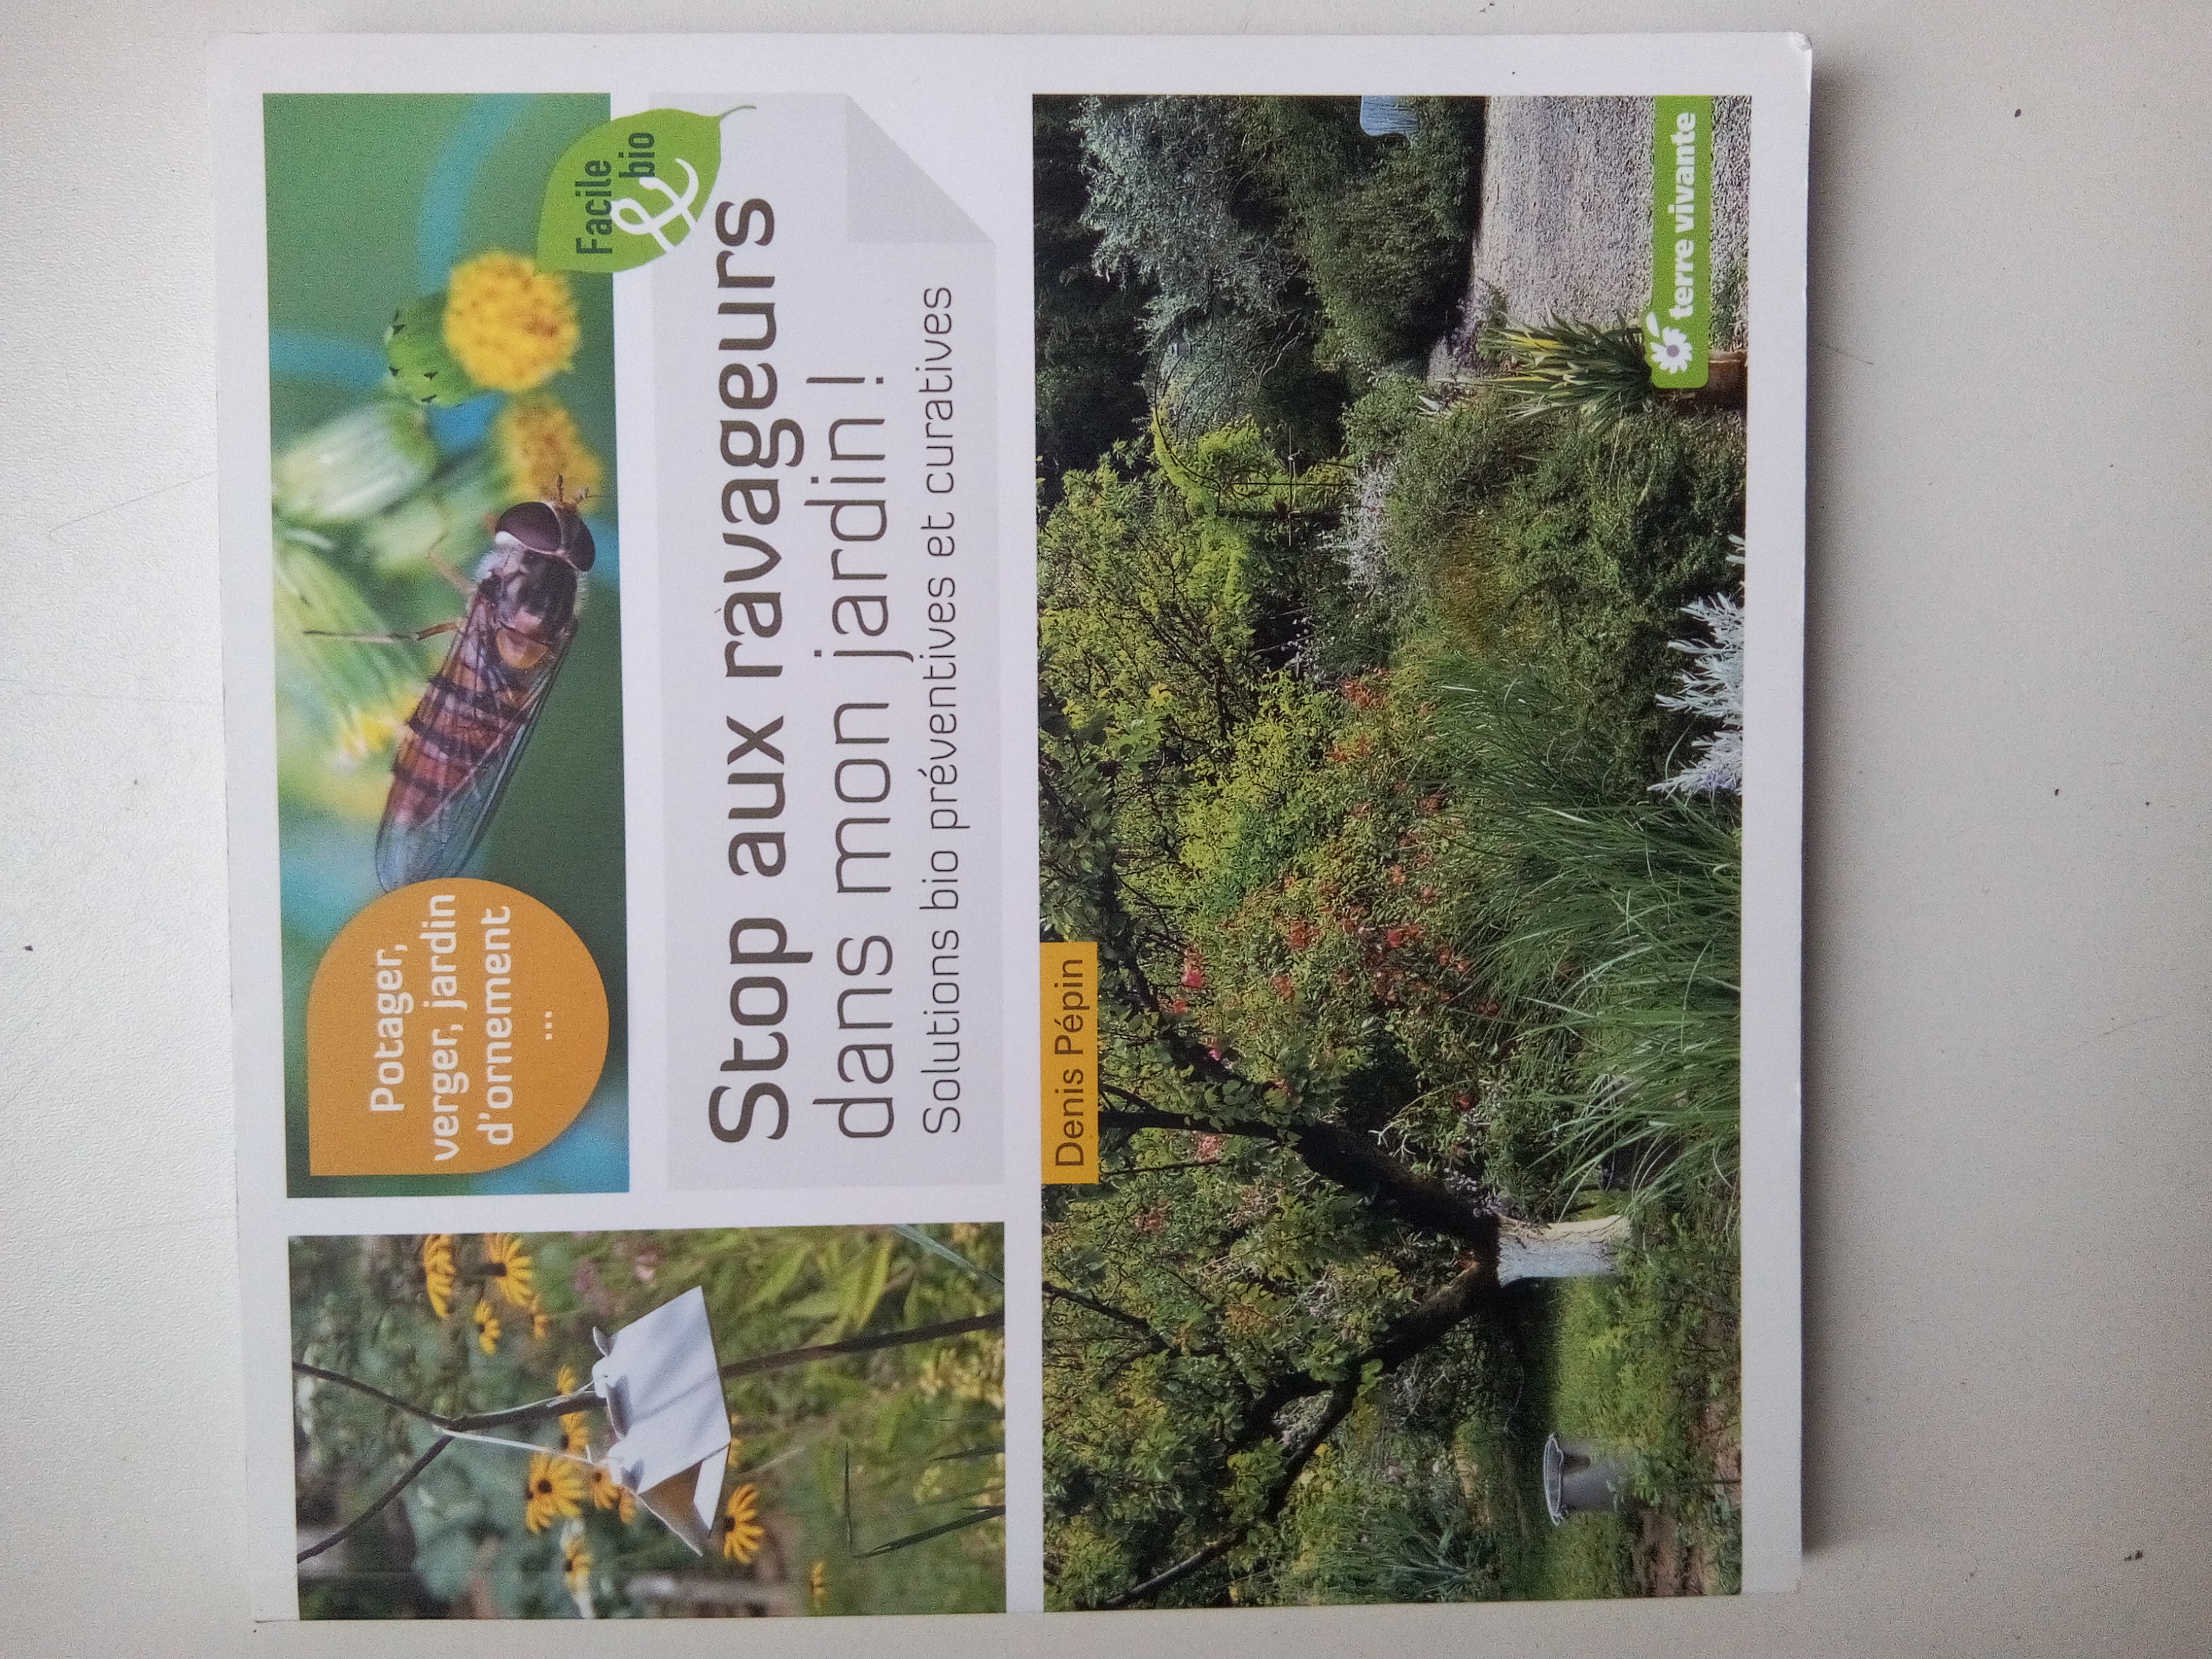 Potager,
verger, jardin
d'ornement
...
Facile
& bio
Stop aux ravageurs
dans mon jardin !
Solutions bio préventives et curatives
Denis Pépin
terre vivante